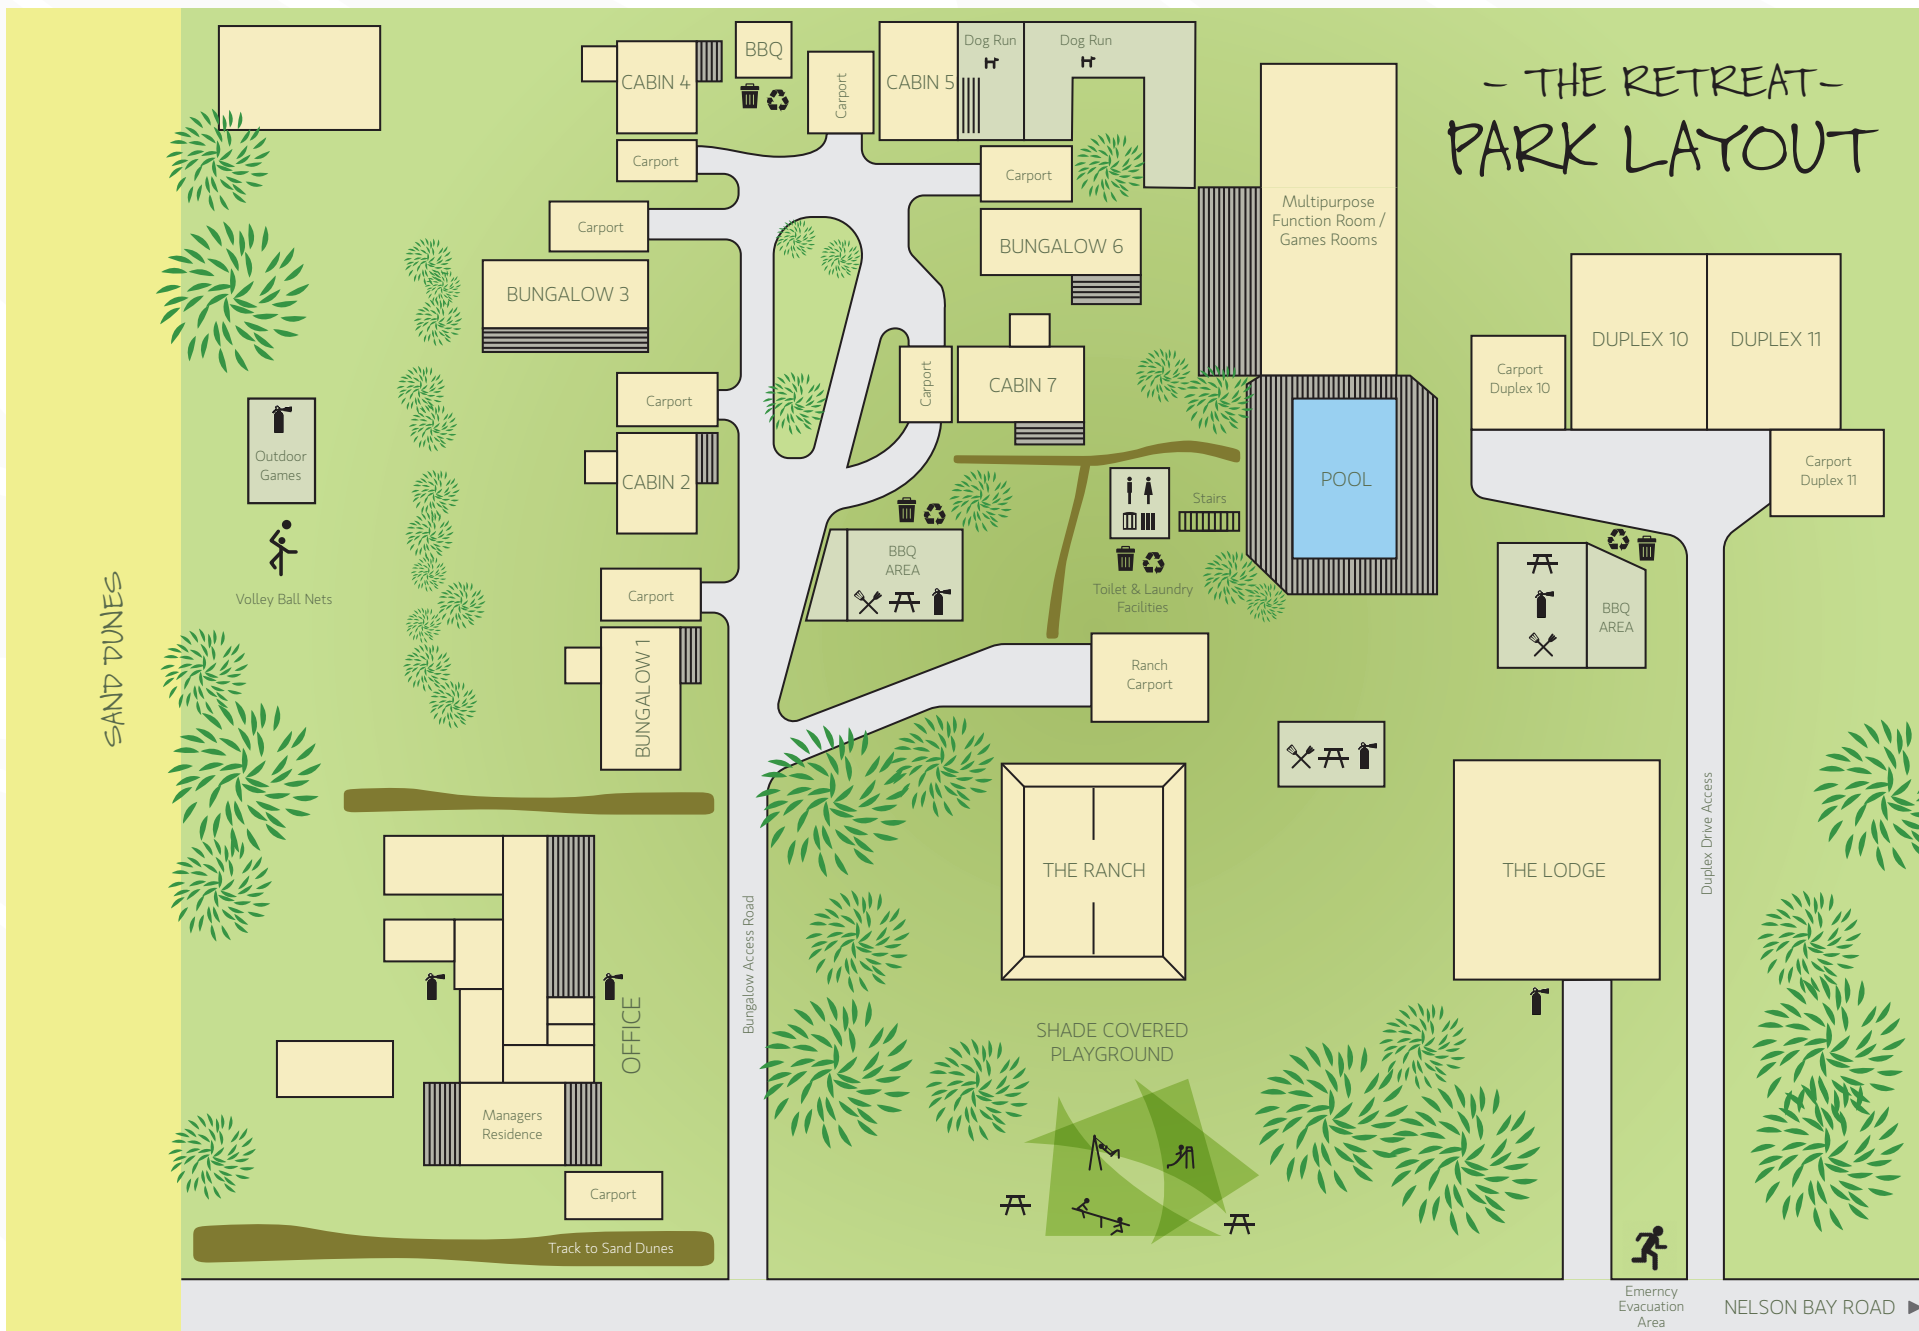 - THE RETREAT -
PARK LAYOUT
BBQ
CABIN 4
Carport
CABIN 5
Dog Run
Dog Run
Carport
Carport
Carport
BUNGALOW 3
BUNGALOW 6
Multipurpose
Function Room /
Games Rooms
DUPLEX 10
DUPLEX 11
Carport
Duplex 10
Carport
Duplex 11
Carport
CABIN 2
Carport
CABIN 7
POOL
Stairs
Toilet & Laundry
Facilities
BBQ
AREA
BBQ
AREA
Outdoor
Games
Volley Ball Nets
SAND DUNES
Carport
BUNGALOW 1
Ranch
Carport
THE RANCH
THE LODGE
Duplex Drive Access
Bungalow Access Road
OFFICE
Managers
Residence
Carport
SHADE COVERED
PLAYGROUND
Track to Sand Dunes
Emerncy
Evacuation
Area
NELSON BAY ROAD